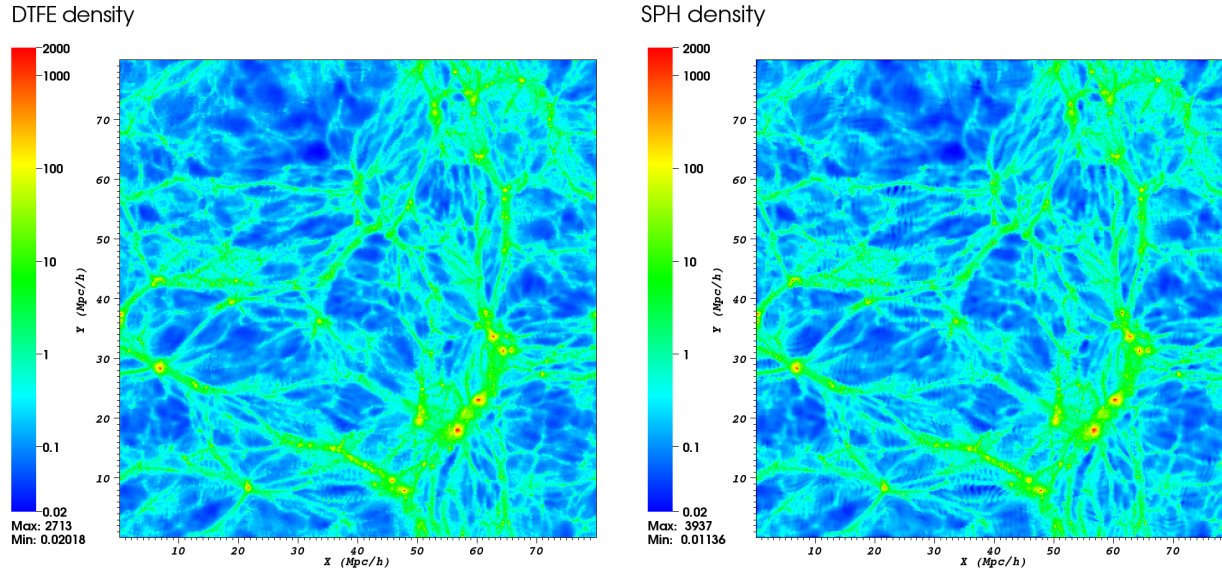 DTFE density
2000
1000
100
10
1
0.1
0.02
Max: 2713
Min: 0.02018
70
60
50
40
30
20
10
Y (Mpc/h)
10 20 30 40 50 60 70
X (Mpc/h)
SPH density
2000
1000
100
10
1
0.1
0.02
Max: 3937
Min: 0.01136
70
60
50
40
30
20
10
Y (Mpc/h)
10 20 30 40 50 60 70
X (Mpc/h)